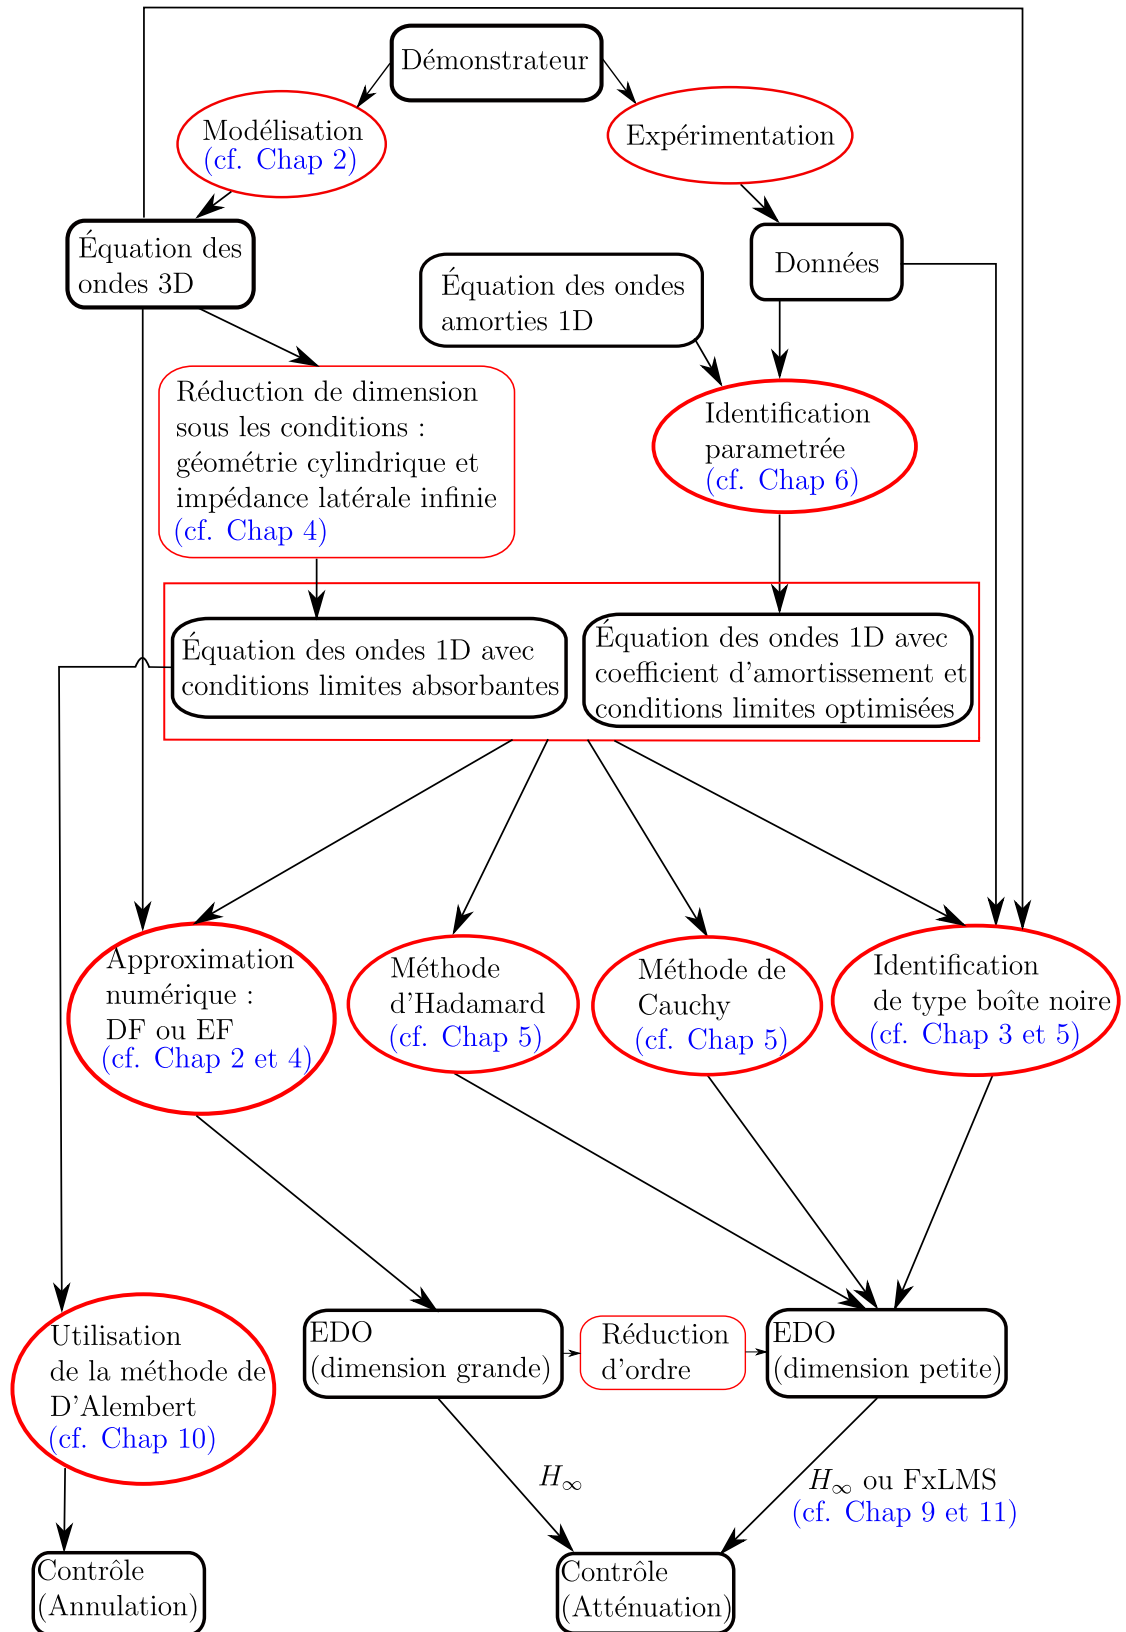 Démonstrateur
Modélisation
(cf. Chap 2)
Expérimentation
Équation des
ondes 3D
Équation des ondes
amorties 1D
Données
Réduction de dimension
sous les conditions :
géométrie cylindrique et
impédance latérale infinie
(cf. Chap 4)
Identification
parametrée
(cf. Chap 6)
Équation des ondes 1D avec
conditions limites absorbantes
Équation des ondes 1D avec
coefficient d'amortissement et
conditions limites optimisées
Approximation
numérique :
DF ou EF
(cf. Chap 2 et 4)
Méthode
d'Hadamard
(cf. Chap 5)
Méthode de
Cauchy
(cf. Chap 5)
Identification
de type boîte noire
(cf. Chap 3 et 5)
Utilisation
de la méthode de
D'Alembert
(cf. Chap 10)
EDO
(dimension grande)
Réduction
d'ordre
EDO
(dimension petite)
H∞
H∞ ou FxLMS
(cf. Chap 9 et 11)
Contrôle
(Annulation)
Contrôle
(Atténuation)